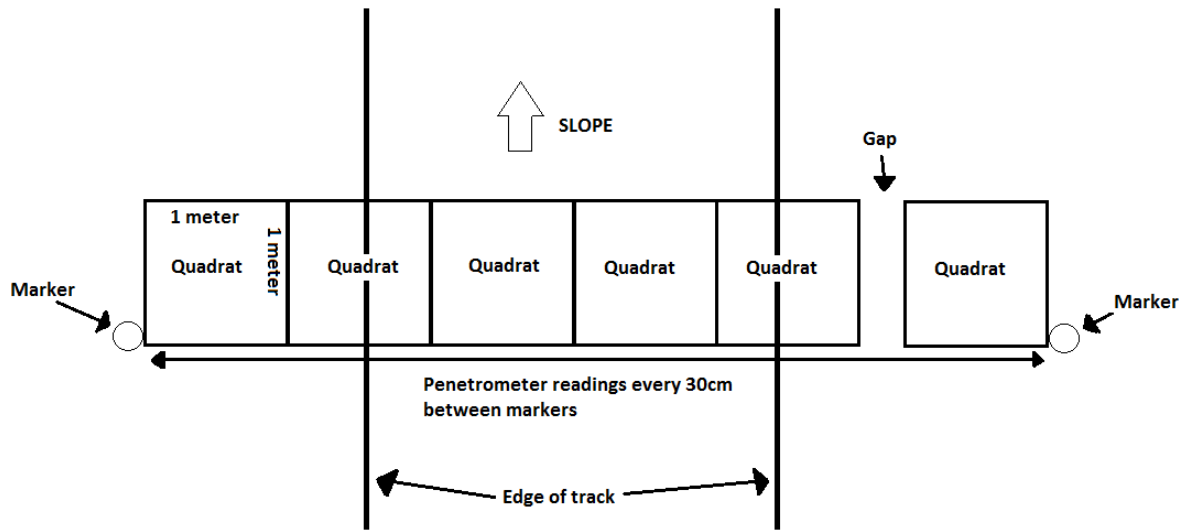 SLOPE
Gap
1 meter
1 meter
Quadrat
Quadrat
Quadrat
Quadrat
Quadrat
Quadrat
Marker
Marker
Penetrometer readings every 30cm
between markers
Edge of track